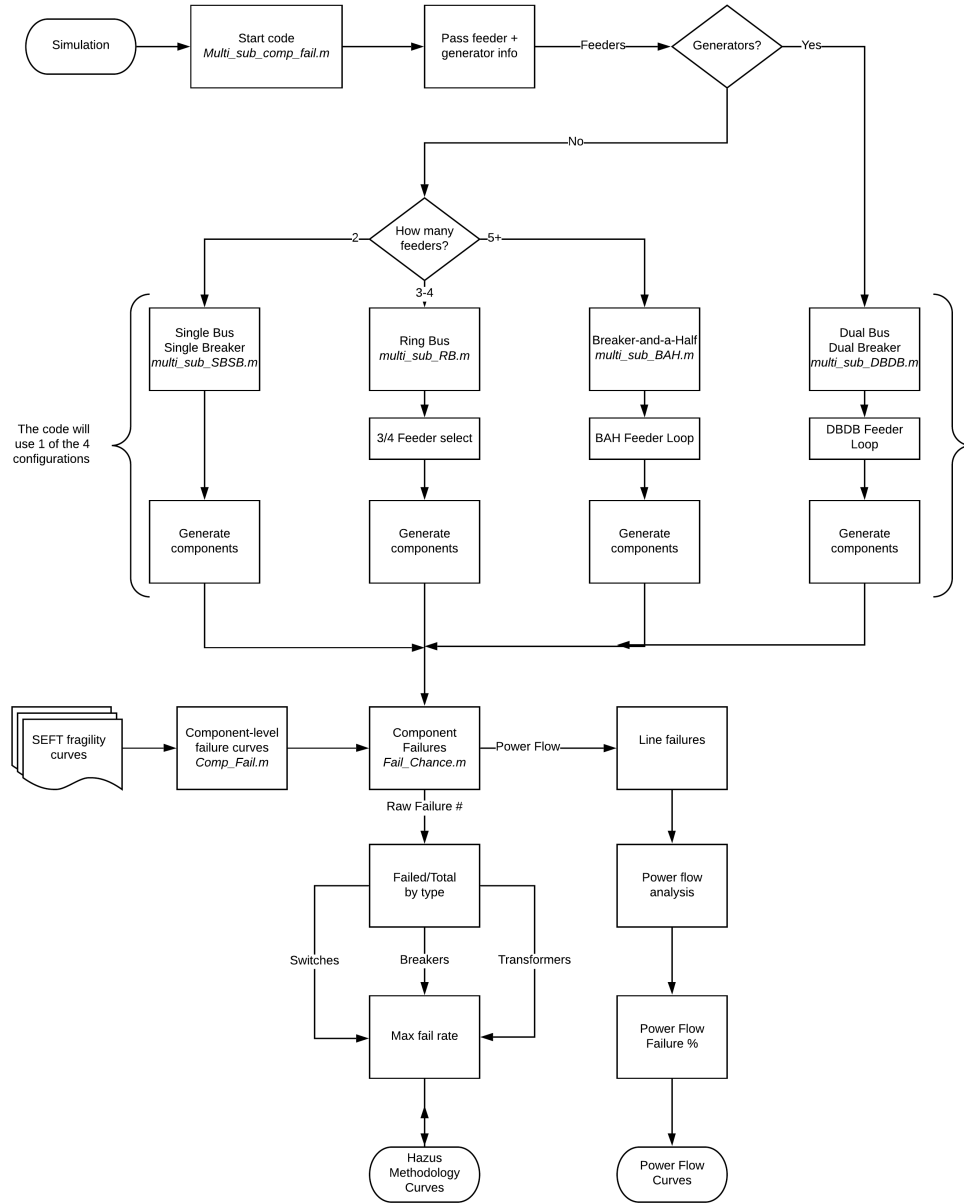 Simulation
Start code
Multi_sub_comp_fail.m
Pass feeder +
generator info
Feeders
Generators?
Yes
No
How many
feeders?
2
5+
3-4
Single Bus
Single Breaker
multi_sub_SBSB.m
Ring Bus
multi_sub_RB.m
Breaker-and-a-Half
multi_sub_BAH.m
Dual Bus
Dual Breaker
multi_sub_DBDB.m
The code will
use 1 of the 4
configurations
3/4 Feeder select
BAH Feeder Loop
DBDB Feeder
Loop
Generate
components
Generate
components
Generate
components
Generate
components
SEFT fragility
curves
Component-level
failure curves
Comp_Fail.m
Component
Failures
Fail_Chance.m
Power Flow
Line failures
Raw Failure #
Failed/Total
by type
Power flow
analysis
Switches
Breakers
Transformers
Max fail rate
Power Flow
Failure %
Hazus
Methodology
Curves
Power Flow
Curves